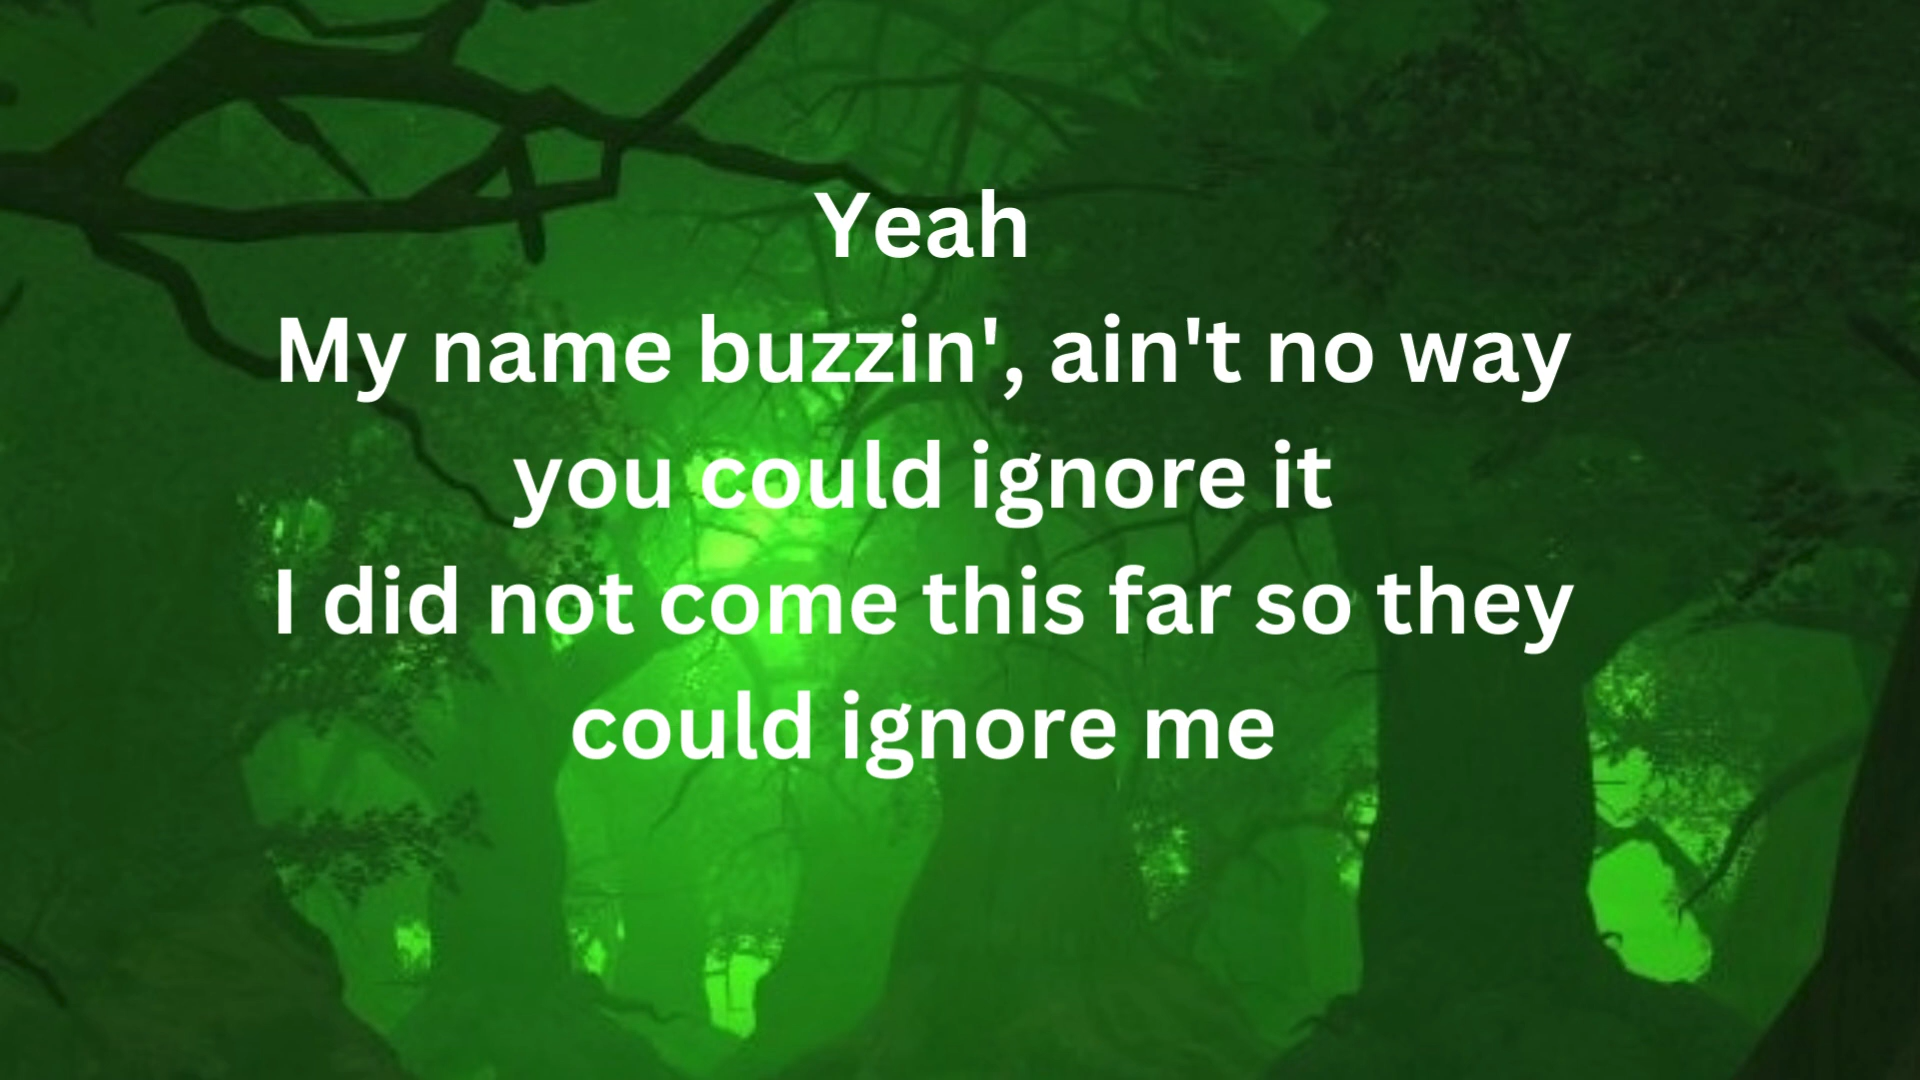 Yeah
My name buzzin', ain't no way
you could ignore it
I did not come this far so they
could ignore me